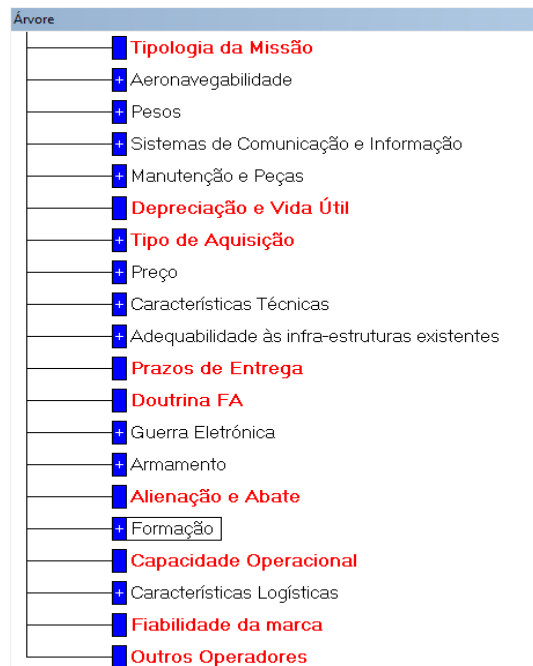 Árvore
Tipologia da Missão
+ Aeronavegabilidade
+ Pesos
+ Sistemas de Comunicação e Informação
+ Manutenção e Peças
Depreciação e Vida Útil
+ Tipo de Aquisição
+ Preço
+ Características Técnicas
+ Adequabilidade às infra-estruturas existentes
Prazos de Entrega
Doutrina FA
+ Guerra Eletrónica
+ Armamento
Alienação e Abate
+ Formação
Capacidade Operacional
+ Características Logísticas
Fiabilidade da marca
Outros Operadores